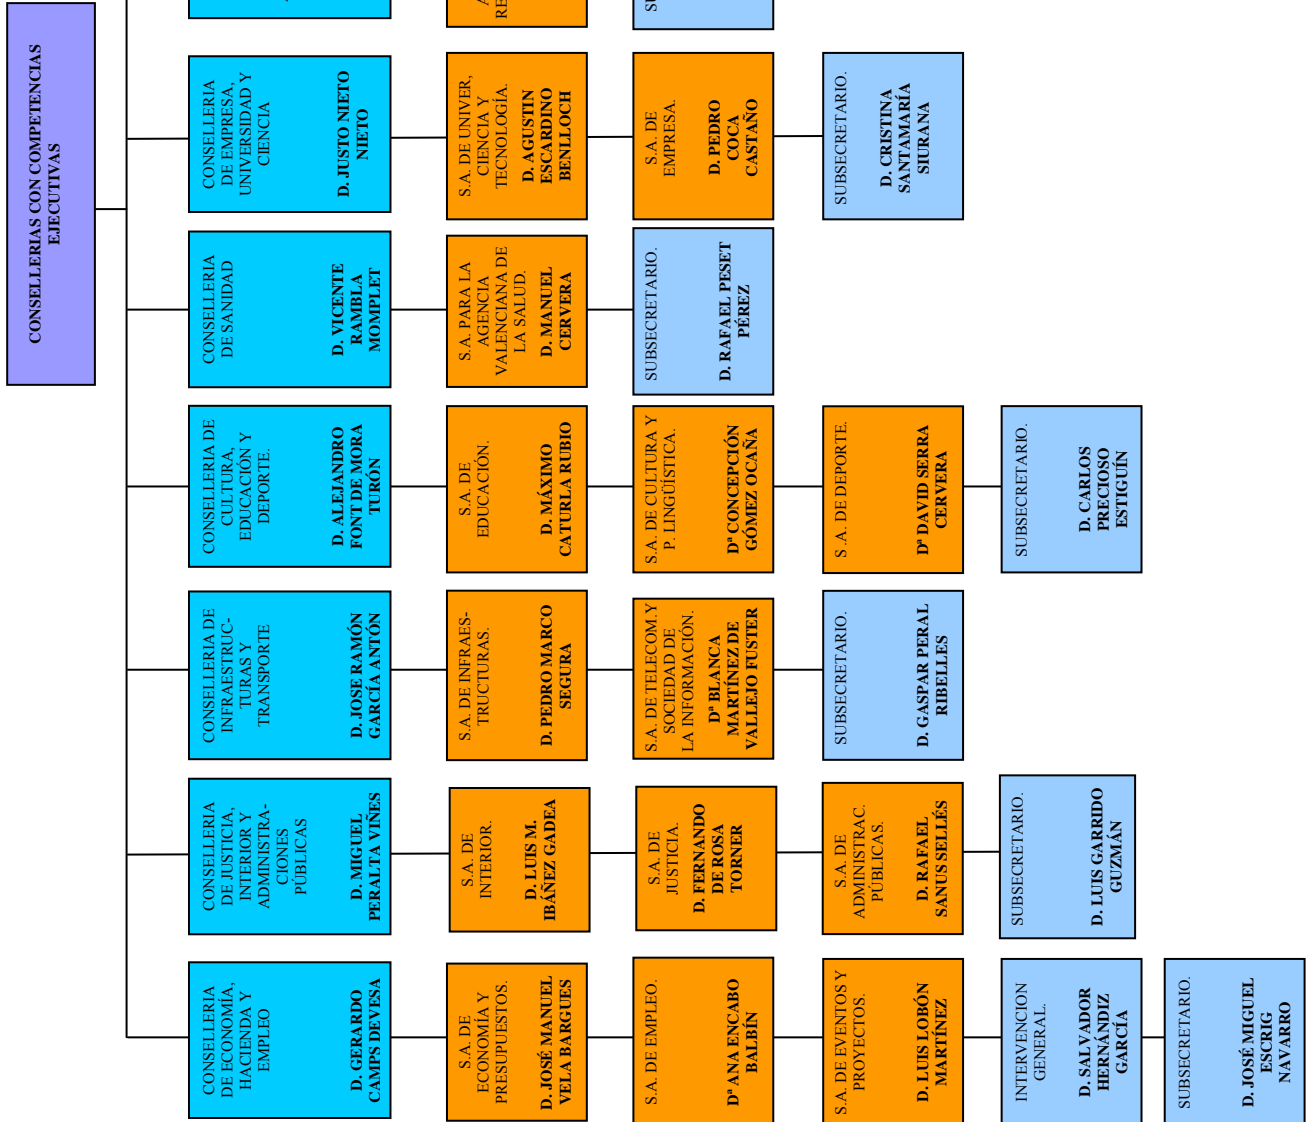 CONSELLERIAS CON COMPETENCIAS
EJECUTIVAS
CONSELLERIA
DE ECONOMÍA,
HACIENDA Y
EMPLEO
D. GERARDO
CAMPS DEVESA
S.A. DE
ECONOMÍA Y
PRESUPUESTOS.
D. JOSÉ MANUEL
VELA BARGUES
S.A. DE EMPLEO.
Dª ANA ENCABO
BALBÍN
S.A. DE EVENTOS Y
PROYECTOS.
D. LUIS LOBÓN
MARTÍNEZ
INTERVENCION
GENERAL.
D. SALVADOR
HERNÁNDIZ
GARCÍA
SUBSECRETARIO.
D. JOSÉ MIGUEL
ESCRIG
NAVARRO
CONSELLERIA
DE JUSTICIA,
INTERIOR Y
ADMINISTRA-
CIONES
PÚBLICAS
D. MIGUEL
PERALTA VIÑES
S.A. DE
INTERIOR.
D. LUIS M.
IBÁÑEZ GADEA
S.A. DE
JUSTICIA.
D. FERNANDO
DE ROSA
TORNER
S.A. DE
ADMINISTRAC.
PÚBLICAS.
D. RAFAEL
SANUS SELLÉS
SUBSECRETARIO.
D. LUIS GARRIDO
GUZMÁN
CONSELLERIA DE
INFRAESTRUC-
TURAS Y
TRANSPORTE
D. JOSE RAMÓN
GARCÍA ANTÓN
S.A. DE INFRAES-
TRUCTURAS.
D. PEDRO MARCO
SEGURA
S.A. DE TELECOM.Y
SOCIEDAD DE
LA INFORMACIÓN.
Dª BLANCA
MARTÍNEZ DE
VALLEJO FUSTER
SUBSECRETARIO.
D. GASPAR PERAL
RIBELLES
CONSELLERIA DE
CULTURA,
EDUCACIÓN Y
DEPORTE.
D. ALEJANDRO
FONT DE MORA
TURÓN
S.A. DE
EDUCACIÓN.
D. MÁXIMO
CATURLA RUBIO
S.A. DE CULTURA Y
P. LINGÜÍSTICA.
Dª CONCEPCIÓN
GÓMEZ OCAÑA
S .A. DE DEPORTE.
Dª DAVID SERRA
CERVERA
SUBSECRETARIO.
D. CARLOS
PRECIOSO
ESTIGUÍN
CONSELLERIA
DE SANIDAD
D. VICENTE
RAMBLA
MOMPLET
S.A. PARA LA
AGENCIA
VALENCIANA DE
LA SALUD.
D. MANUEL
CERVERA
SUBSECRETARIO.
D. RAFAEL PESET
PÉREZ
CONSELLERIA
DE EMPRESA,
UNIVERSIDAD Y
CIENCIA
D. JUSTO NIETO
NIETO
S.A. DE UNIVER,
CIENCIA Y
TECNOLOGÍA.
D. AGUSTIN
ESCARDINO
BENLLOCH
S.A. DE
EMPRESA.
D. PEDRO
COCA
CASTAÑO
SUBSECRETARIO.
D. CRISTINA
SANTAMARÍA
SIURANA